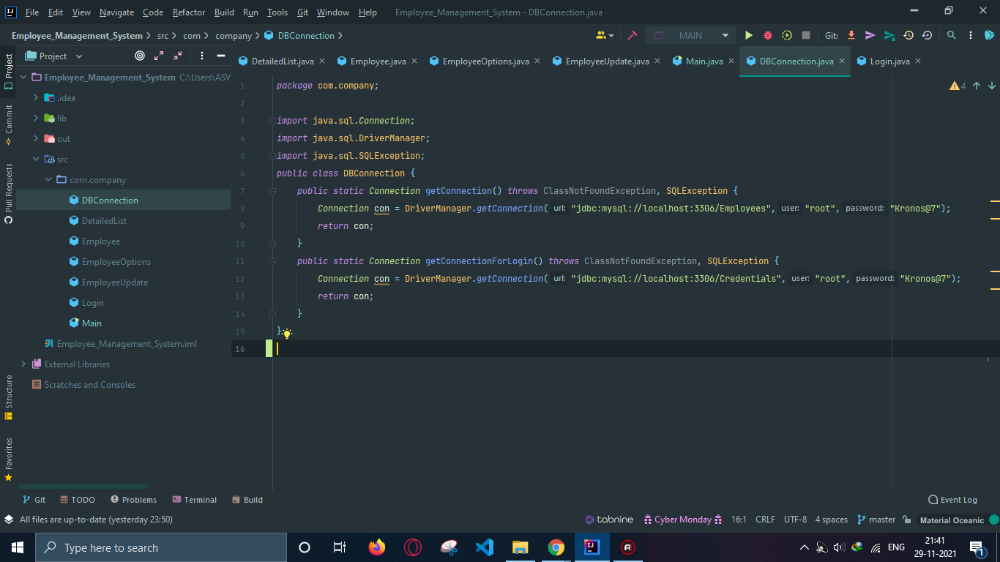 File Edit View Navigate Code Refactor Build Run Tools Git Window Help Employee_Management_System - DBConnection.java
Employee_Management_System src com company DBConnection MAIN Git:
Project
DetailedList.java Employee.java EmployeeOptions.java EmployeeUpdate.java Main.java DBConnection.java Login.java
Project
Commit
Pull Requests
Structure
Favorites
Employee_Management_System C:\Users\ASV
.idea
lib
out
src
com.company
DBConnection
DetailedList
Employee
EmployeeOptions
EmployeeUpdate
Login
Main
Employee_Management_System.iml
External Libraries
Scratches and Consoles
4
1 package com.company;
2
3 import java.sql.Connection;
4 import java.sql.DriverManager;
5 import java.sql.SQLException;
6 public class DBConnection {
7 public static Connection getConnection() throws ClassNotFoundException, SQLException {
8 Connection con = DriverManager.getConnection( url: "jdbc:mysql://localhost:3306/Employees", user: "root", password: "Kronos@7");
9 return con;
10 }
11 public static Connection getConnectionForLogin() throws ClassNotFoundException, SQLException {
12 Connection con = DriverManager.getConnection( url: "jdbc:mysql://localhost:3306/Credentials", user: "root", password: "Kronos@7");
13 return con;
14 }
15 }
16
Git TODO Problems Terminal Build Event Log
All files are up-to-date (yesterday 23:50) tabnine Cyber Monday 16:1 CRLF UTF-8 4 spaces master Material Oceanic
Type here to search
ENG
21:41
29-11-2021
1